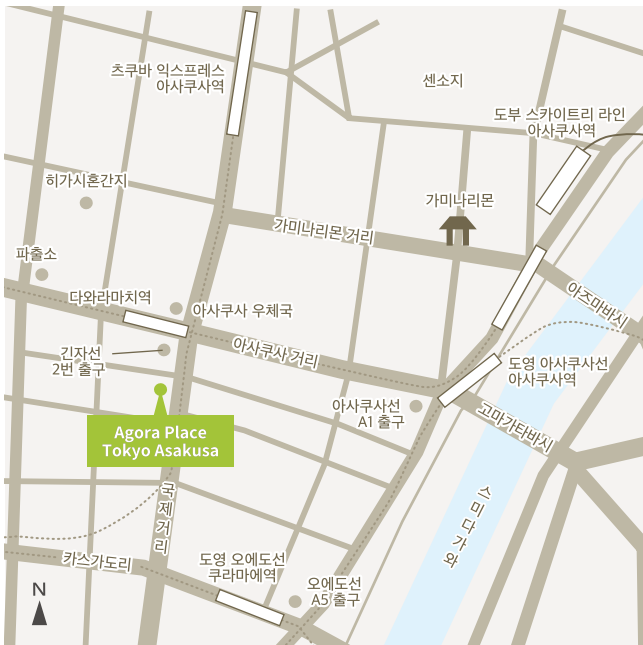 츠쿠바 익스프레스
아사쿠사역
센소지
도부 스카이트리 라인
아사쿠사역
히가시혼간지
가미나리몬
가미나리몬 거리
파출소
다와라마치역
아사쿠사 우체국
아즈마바시
긴자선
2번 출구
아사쿠사 거리
도영 아사쿠사선
아사쿠사역
아사쿠사선
A1 출구
고마가타바시
Agora Place
Tokyo Asakusa
국제거리
스미다가와
카스가도리
도영 오에도선
쿠라마에역
오에도선
A5 출구
N